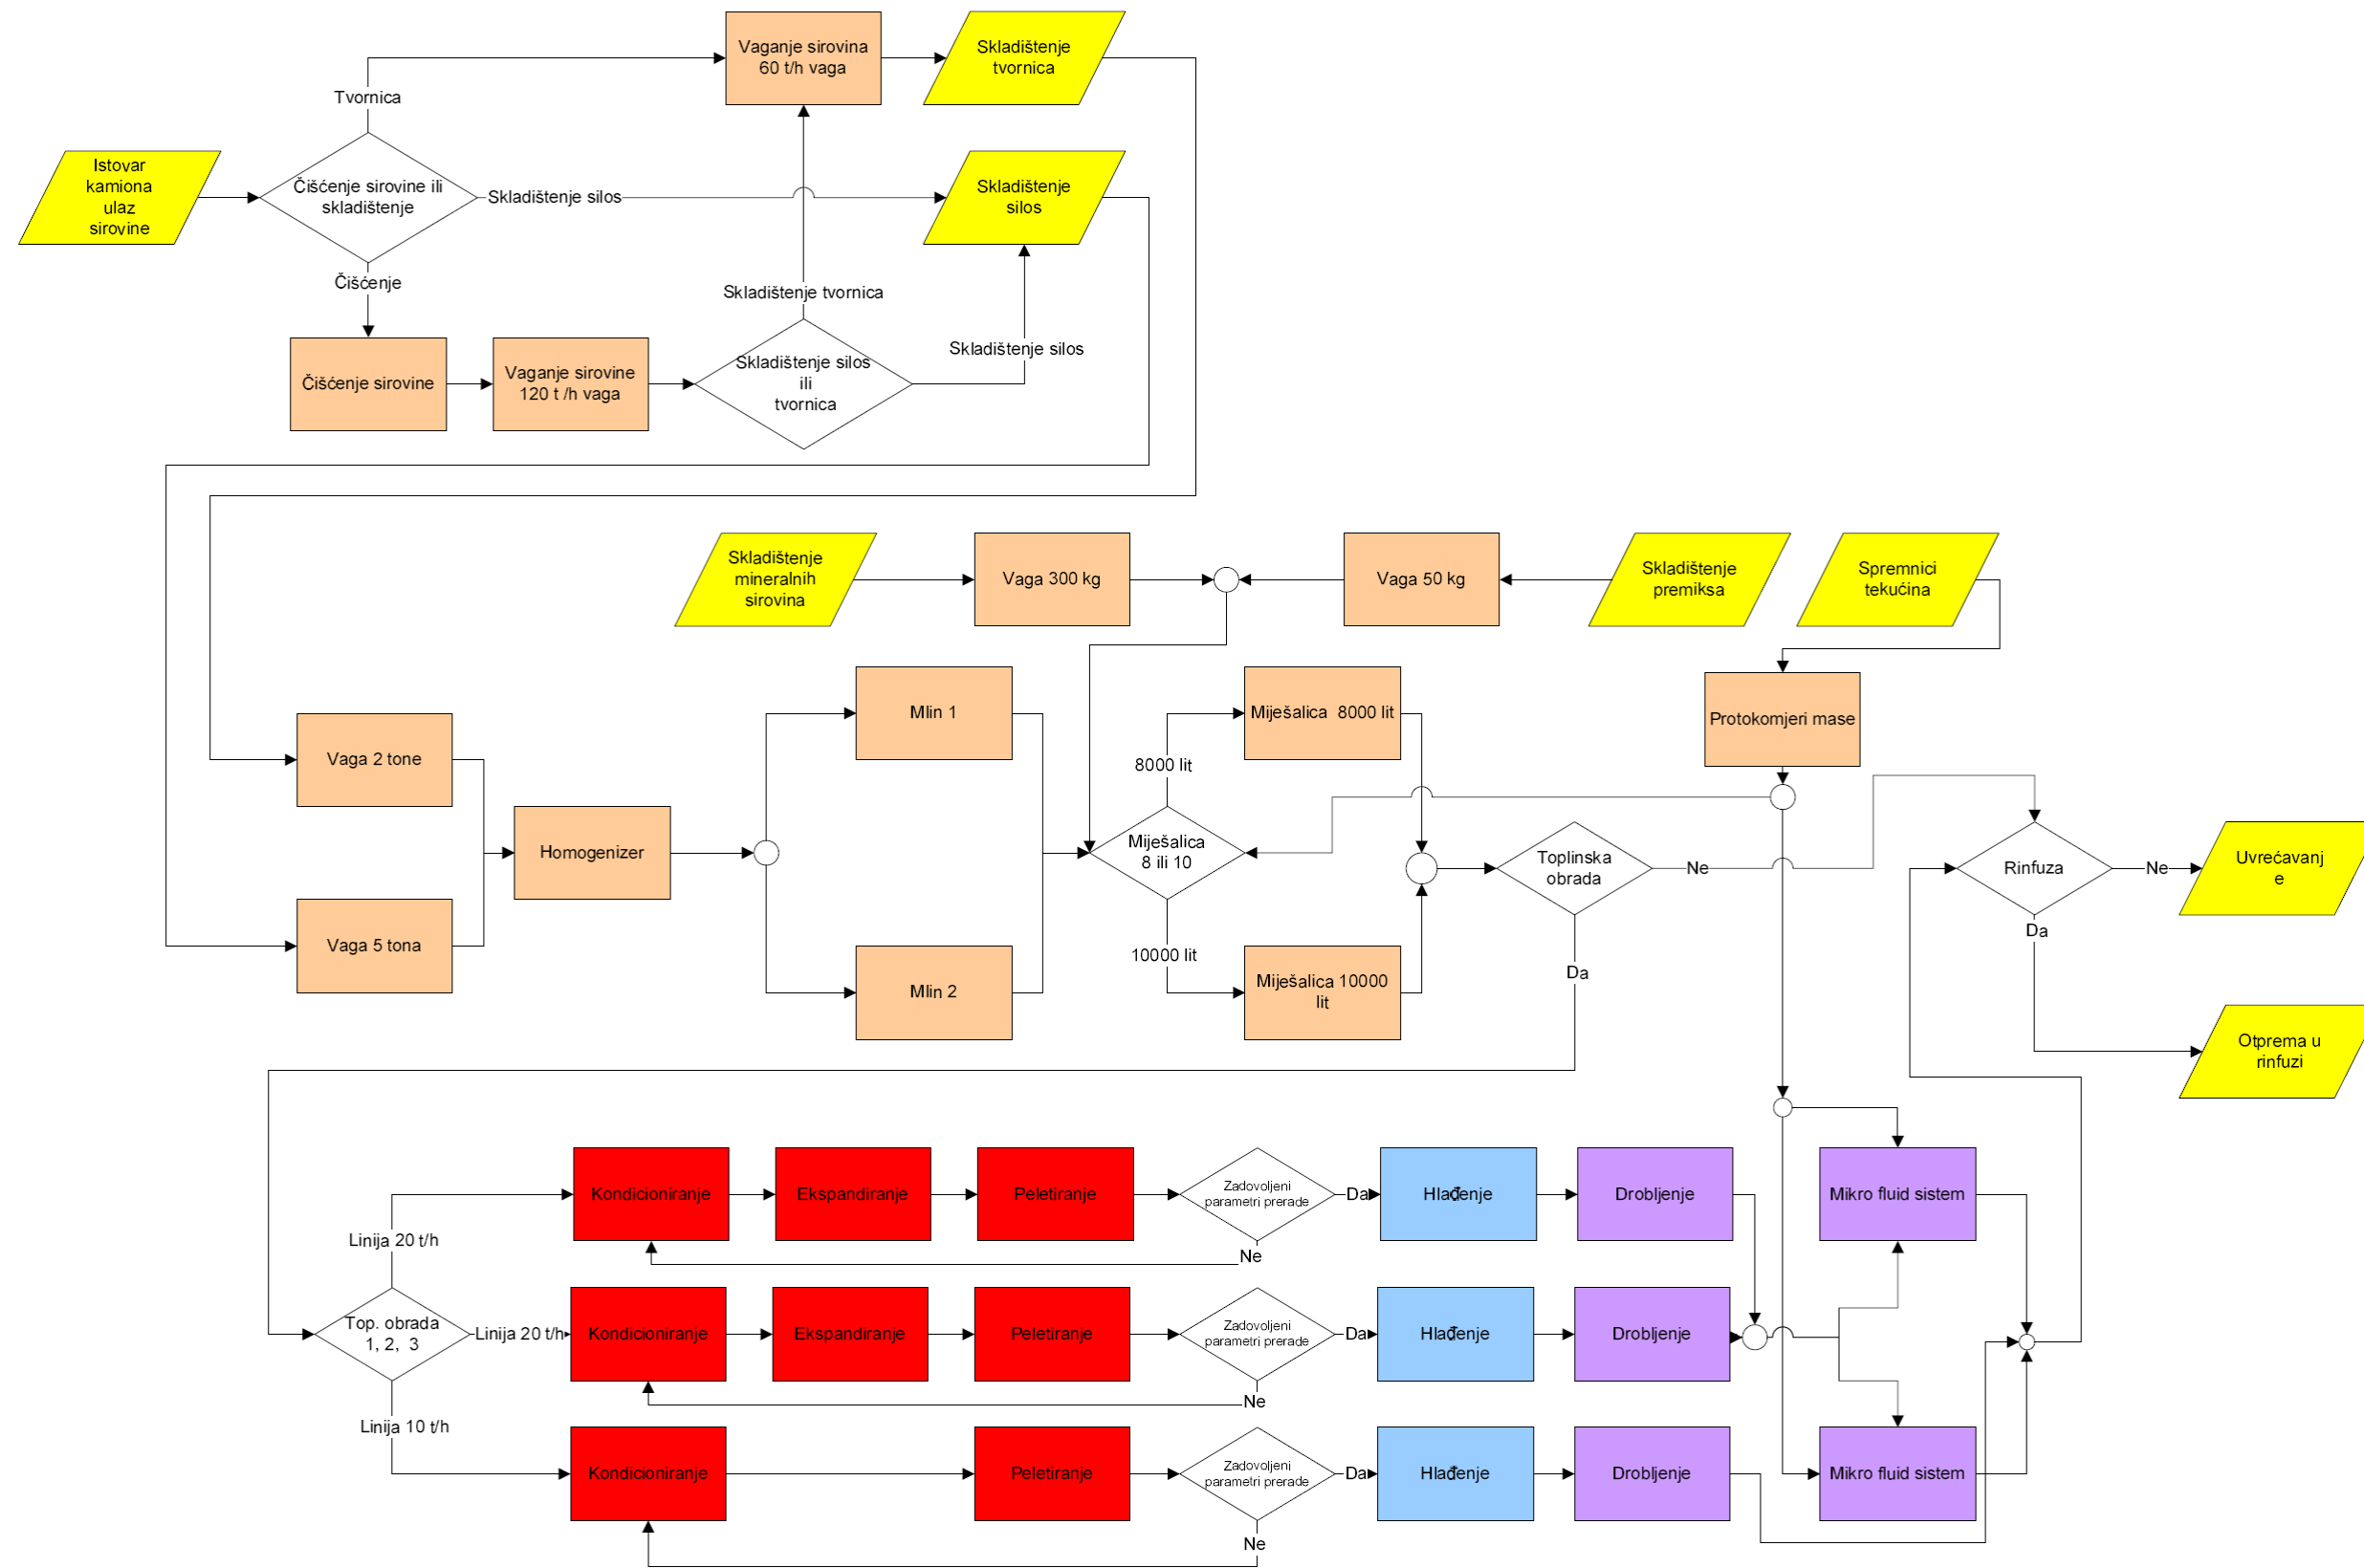 Vaganje sirovina
60 t/h vaga
Skladištenje
tvornica
Tvornica
Istovar
kamiona
ulaz
sirovine
Čišćenje sirovine ili
skladištenje
Skladištenje silos
Skladištenje
silos
Čišćenje
Skladištenje tvornica
Skladištenje silos
Čišćenje sirovine
Vaganje sirovine
120 t /h vaga
Skladištenje silos
ili
tvornica
Skladištenje
mineralnih
sirovina
Vaga 300 kg
Vaga 50 kg
Skladištenje
premiksa
Spremnici
tekućina
Mlin 1
Miješalica 8000 lit
Protokomjeri mase
Vaga 2 tone
8000 lit
Homogenizer
Miješalica
8 ili 10
Toplinska
obrada
Ne
Rinfuza
Ne
Uvrećavanj
e
Vaga 5 tona
10000 lit
Da
Da
Mlin 2
Miješalica 10000
lit
Otprema u
rinfuzi
Kondicioniranje
Ekspandiranje
Peletiranje
Zadovoljeni
parametri prerade
Da
Hlađenje
Drobljenje
Mikro fluid sistem
Linija 20 t/h
Ne
Top. obrada
1, 2, 3
Linija 20 t/h
Kondicioniranje
Ekspandiranje
Peletiranje
Zadovoljeni
parametri prerade
Da
Hlađenje
Drobljenje
Ne
Linija 10 t/h
Kondicioniranje
Peletiranje
Zadovoljeni
parametri prerade
Da
Hlađenje
Drobljenje
Mikro fluid sistem
Ne